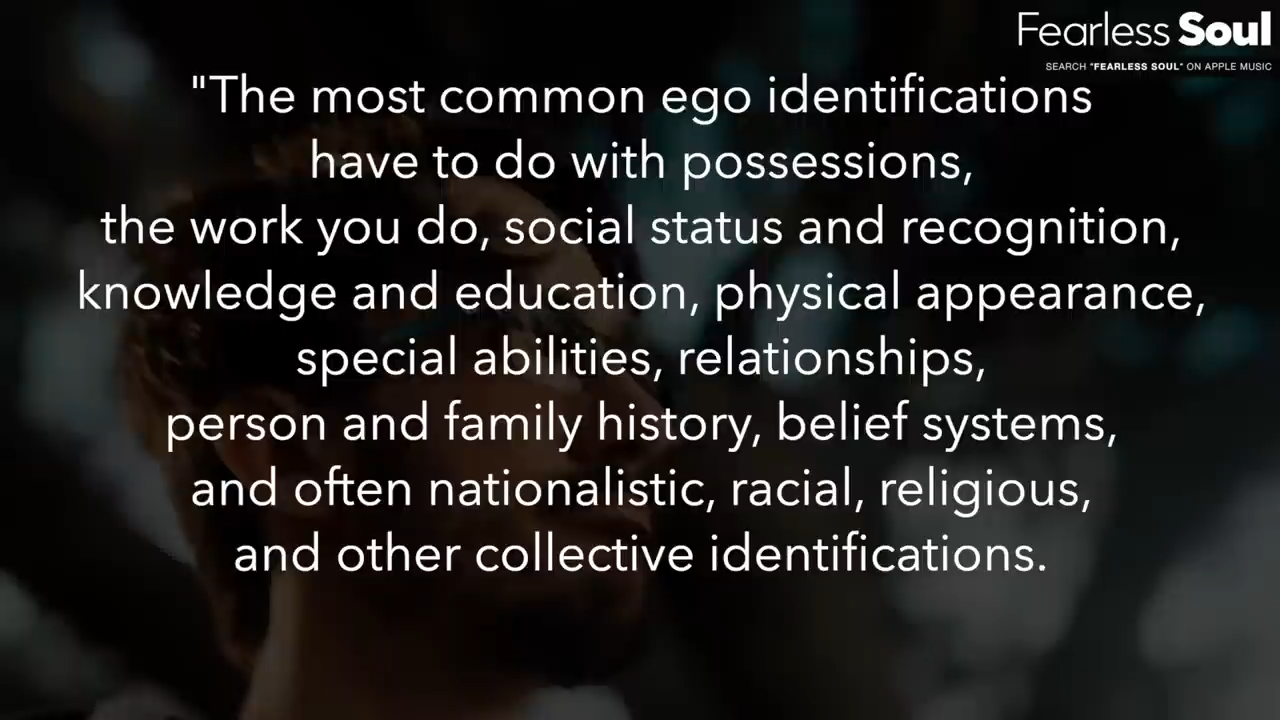 Fearless Soul
SEARCH "FEARLESS SOUL" ON APPLE MUSIC
"The most common ego identifications
have to do with possessions,
the work you do, social status and recognition,
knowledge and education, physical appearance,
special abilities, relationships,
person and family history, belief systems,
and often nationalistic, racial, religious,
and other collective identifications.